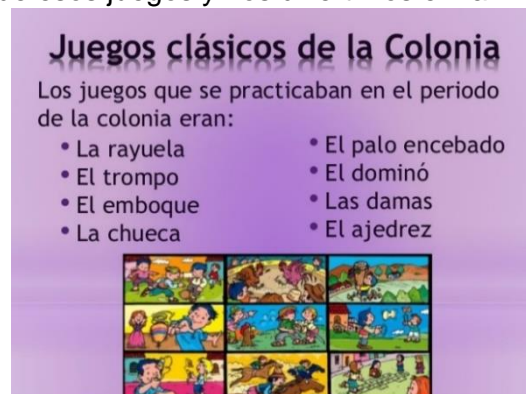 Juegos clásicos de la Colonia
Los juegos que se practicaban en el periodo
de la colonia eran:
• La rayuela
• El trompo
• El emboque
• La chueca
• El palo encebado
• El dominó
• Las damas
• El ajedrez